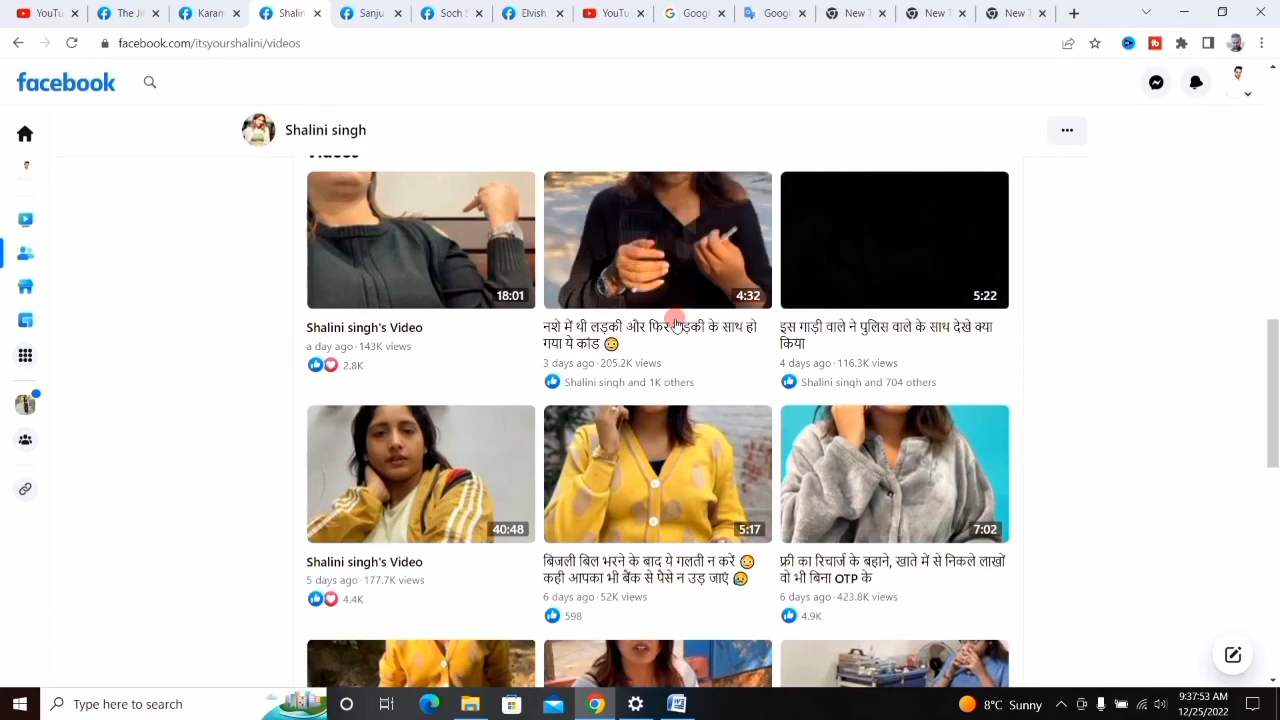 YouTu
The Ji
Karam
Shalini
Sanju
Soch S
Elvish
YouTu
Googl
Googl
New T
New T
New T
facebook.com/itsyourshalini/videos
facebook
Shalini singh
Videos
18:01
4:32
5:22
Shalini singh's Video
a day ago · 143K views
2.8K
नशे में थी लड़की और फिर लड़की के साथ हो
गया ये कांड
3 days ago · 205.2K views
Shalini singh and 1K others
इस गाड़ी वाले ने पुलिस वाले के साथ देखे क्या
किया
4 days ago · 116.3K views
Shalini singh and 704 others
40:48
5:17
7:02
Shalini singh's Video
5 days ago · 177.7K views
4.4K
बिजली बिल भरने के बाद ये गलती न करें
कही आपका भी बैंक से पैसे न उड़ जाएं
6 days ago · 52K views
598
फ्री का रिचार्ज के बहाने, खाते में से निकले लाखों
वो भी बिना OTP के
6 days ago · 423.8K views
4.9K
Type here to search
8°C Sunny
9:37:53 AM
12/25/2022